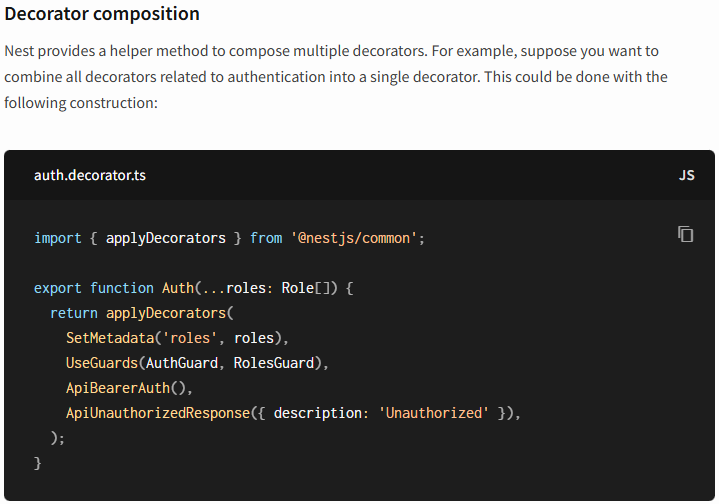 Decorator composition
Nest provides a helper method to compose multiple decorators. For example, suppose you want to
combine all decorators related to authentication into a single decorator. This could be done with the
following construction:
auth.decorator.ts
JS
import { applyDecorators } from '@nestjs/common';
export function Auth(...roles: Role[]) {
  return applyDecorators(
    SetMetadata('roles', roles),
    UseGuards(AuthGuard, RolesGuard),
    ApiBearerAuth(),
    ApiUnauthorizedResponse({ description: 'Unauthorized' }),
  );
}